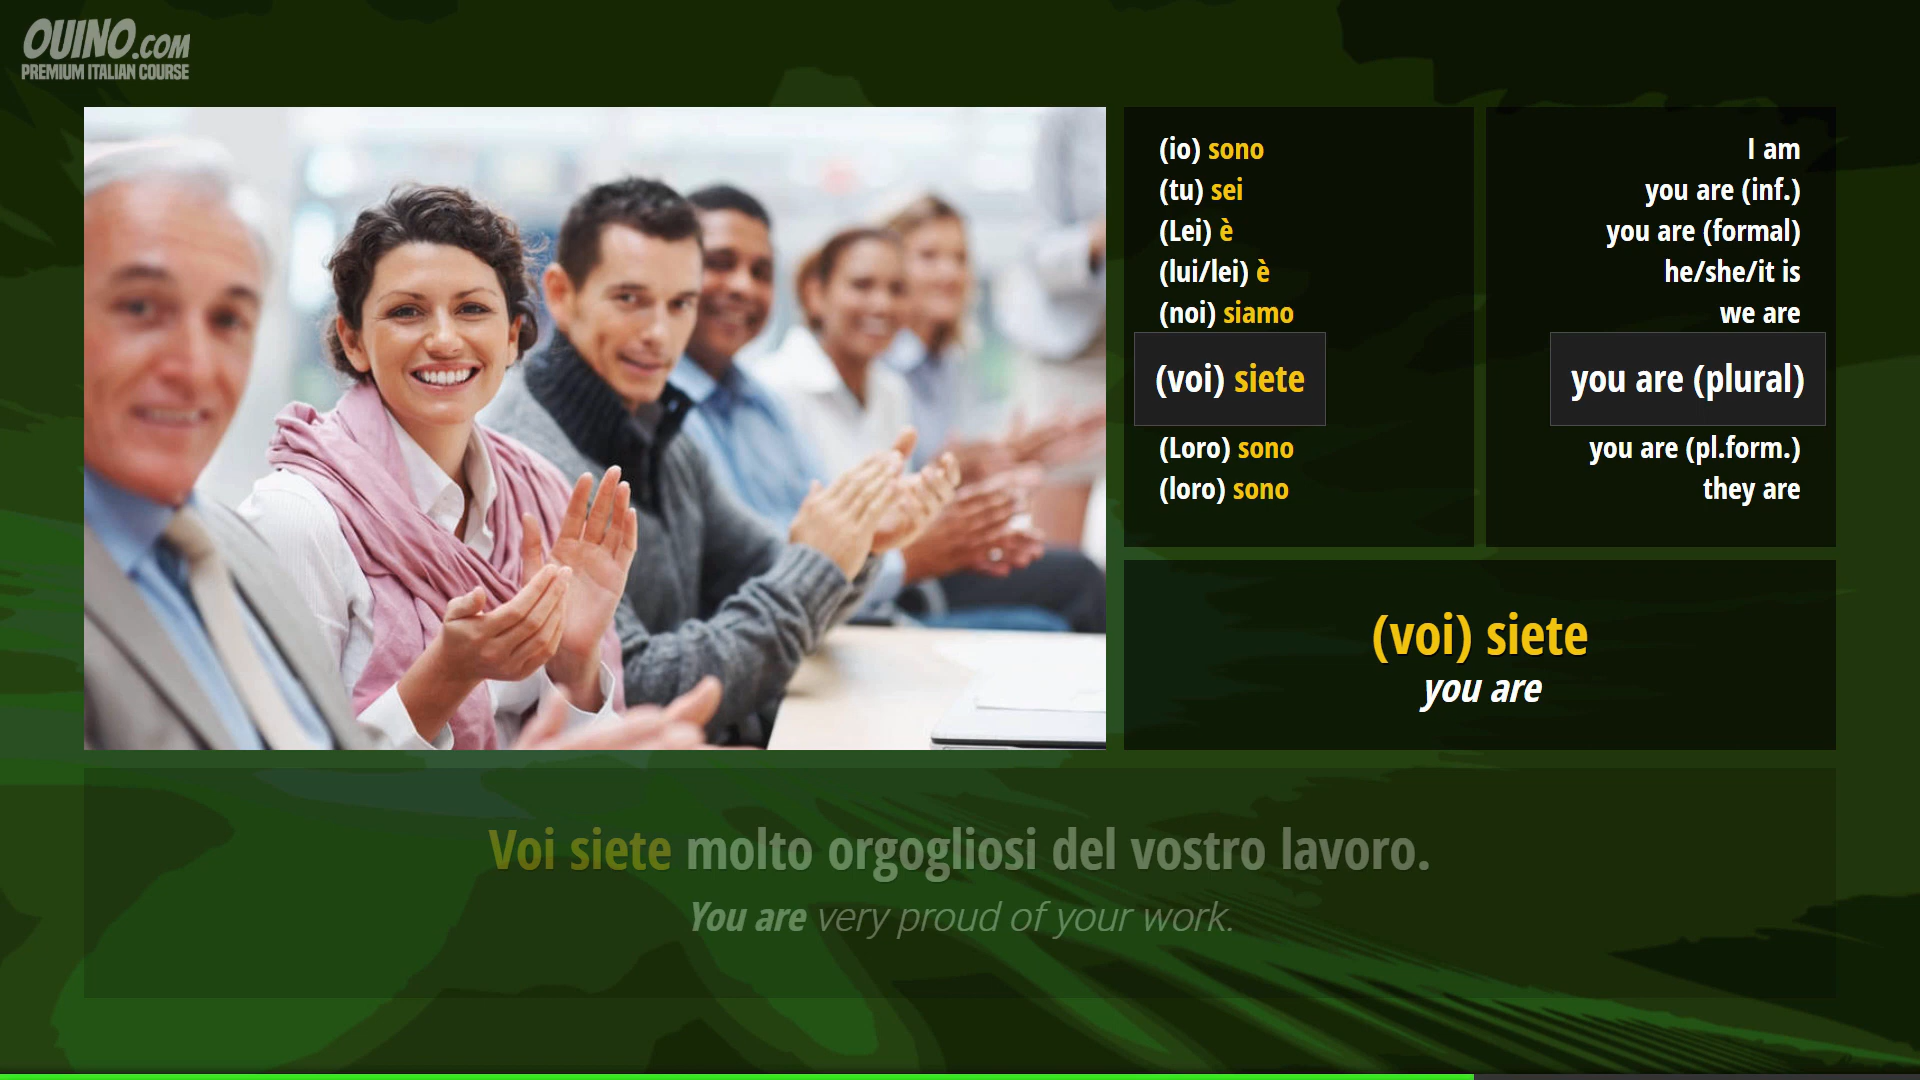 OUINO.COM
PREMIUM ITALIAN COURSE
(io) sono
(tu) sei
(Lei) è
(lui/lei) è
(noi) siamo
(voi) siete
(Loro) sono
(loro) sono
I am
you are (inf.)
you are (formal)
he/she/it is
we are
you are (plural)
you are (pl.form.)
they are
(voi) siete
you are
Voi siete molto orgogliosi del vostro lavoro.
You are very proud of your work.